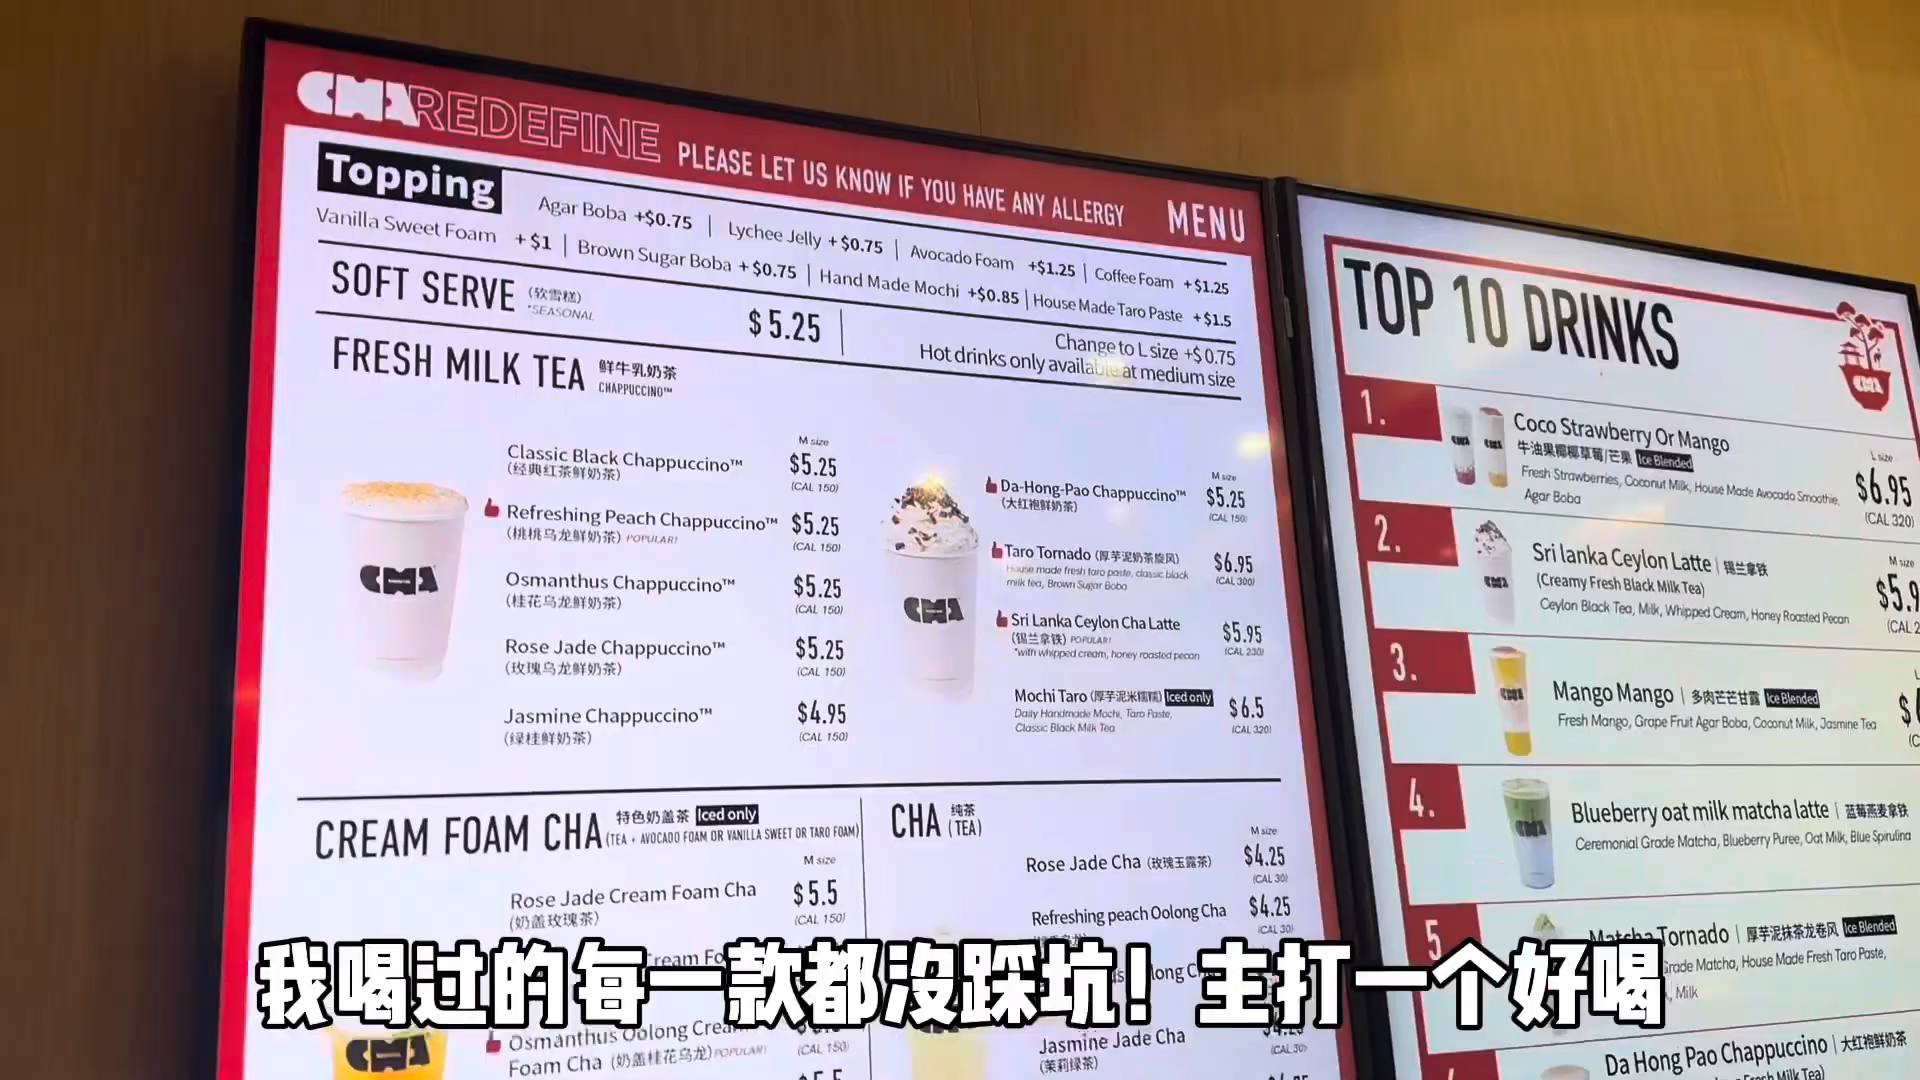 CMA REDEFINE PLEASE LET US KNOW IF YOU HAVE ANY ALLERGY MENU
Topping
Agar Boba +$0.75 | Lychee Jelly +$0.75 | Avocado Foam +$1.25 | Coffee Foam +$1.25
Vanilla Sweet Foam +$1 | Brown Sugar Boba +$0.75 | Hand Made Mochi +$0.85 | House Made Taro Paste +$1.5
SOFT SERVE (软雪糕) *SEASONAL $5.25
Change to L size +$0.75
Hot drinks only available at medium size
FRESH MILK TEA 鲜牛乳奶茶
CHAPPUCCINO™
M size
Classic Black Chappuccino™ $5.25
(经典红茶鲜奶茶) (CAL 150)
Refreshing Peach Chappuccino™ $5.25
(桃桃乌龙鲜奶茶) POPULAR! (CAL 150)
Osmanthus Chappuccino™ $5.25
(桂花乌龙鲜奶茶) (CAL 150)
Rose Jade Chappuccino™ $5.25
(玫瑰乌龙鲜奶茶) (CAL 150)
Jasmine Chappuccino™ $4.95
(绿桂鲜奶茶) (CAL 150)
CMA
M size
Da-Hong-Pao Chappuccino™ $5.25
(大红袍鲜奶茶) (CAL 150)
Taro Tornado (厚芋泥奶茶旋风) $6.95
House made fresh taro paste, classic black (CAL 300)
milk tea, Brown Sugar Boba
Sri Lanka Ceylon Cha Latte $5.95
(锡兰拿铁) POPULAR! (CAL 230)
*with whipped cream, honey roasted pecan
Mochi Taro (厚芋泥米糯糯) Iced only $6.5
Daily Handmade Mochi, Taro Paste, (CAL 320)
Classic Black Milk Tea
CMA
CREAM FOAM CHA 特色奶盖茶 Iced only
(TEA + AVOCADO FOAM OR VANILLA SWEET OR TARO FOAM)
M size
Rose Jade Cream Foam Cha $5.5
(奶盖玫瑰茶) (CAL 150)
Cream Fo
Osmanthus Oolong Cream
Foam Cha (奶盖桂花乌龙) POPULAR! (CAL 150)
CMA
CHA 纯茶
(TEA)
M size
Rose Jade Cha (玫瑰玉露茶) $4.25
(CAL 30)
Refreshing peach Oolong Cha $4.25
(CAL 30)
long Cha
Jasmine Jade Cha $4.25
(茉莉绿茶) (CAL 30)
TOP 10 DRINKS
CMA
1.
Coco Strawberry Or Mango L size
牛油果椰椰草莓/芒果 Ice Blended $6.95
Fresh Strawberries, Coconut Milk, House Made Avocado Smoothie, (CAL 320)
Agar Boba
2.
Sri lanka Ceylon Latte | 锡兰拿铁 M size
(Creamy Fresh Black Milk Tea) $5.9
Ceylon Black Tea, Milk, Whipped Cream, Honey Roasted Pecan (CAL 2
3.
Mango Mango | 多肉芒芒甘露 Ice Blended
Fresh Mango, Grape Fruit Agar Boba, Coconut Milk, Jasmine Tea
4.
Blueberry oat milk matcha latte | 蓝莓燕麦拿铁
Ceremonial Grade Matcha, Blueberry Puree, Oat Milk, Blue Spirulina
5
Matcha Tornado | 厚芋泥抹茶龙卷风 Ice Blended
Grade Matcha, House Made Fresh Taro Paste,
Milk
Da Hong Pao Chappuccino | 大红袍鲜奶茶
Fresh Milk Tea)
我喝过的每一款都没踩坑！主打一个好喝